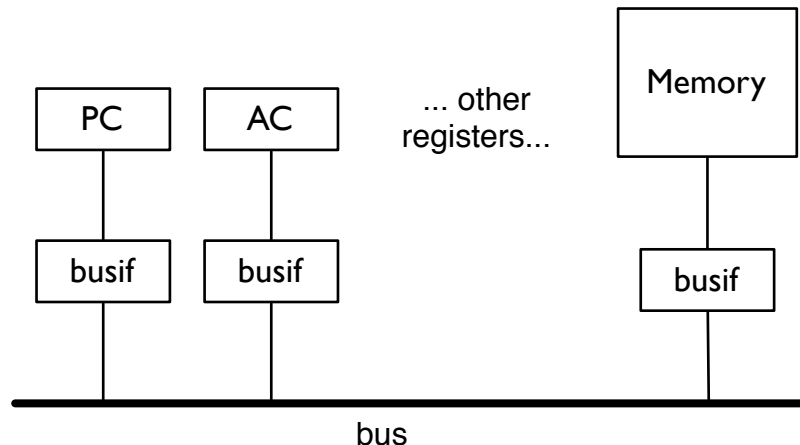 PC
AC
... other
registers...
Memory
busif
busif
busif
bus